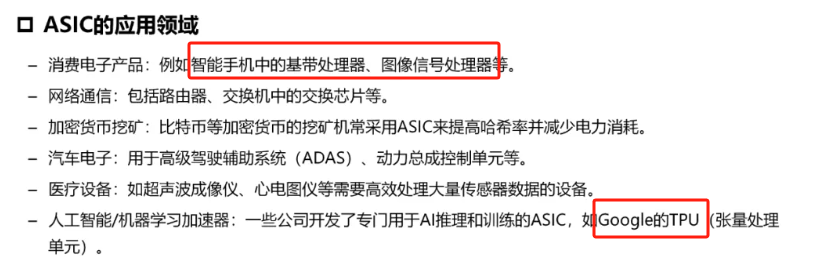 ASIC的应用领域
– 消费电子产品：例如智能手机中的基带处理器、图像信号处理器等。
– 网络通信：包括路由器、交换机中的交换芯片等。
– 加密货币挖矿：比特币等加密货币的挖矿机常采用ASIC来提高哈希率并减少电力消耗。
– 汽车电子：用于高级驾驶辅助系统（ADAS）、动力总成控制单元等。
– 医疗设备：如超声波成像仪、心电图仪等需要高效处理大量传感器数据的设备。
– 人工智能/机器学习加速器：一些公司开发了专门用于AI推理和训练的ASIC，如Google的TPU（张量处理
单元）。